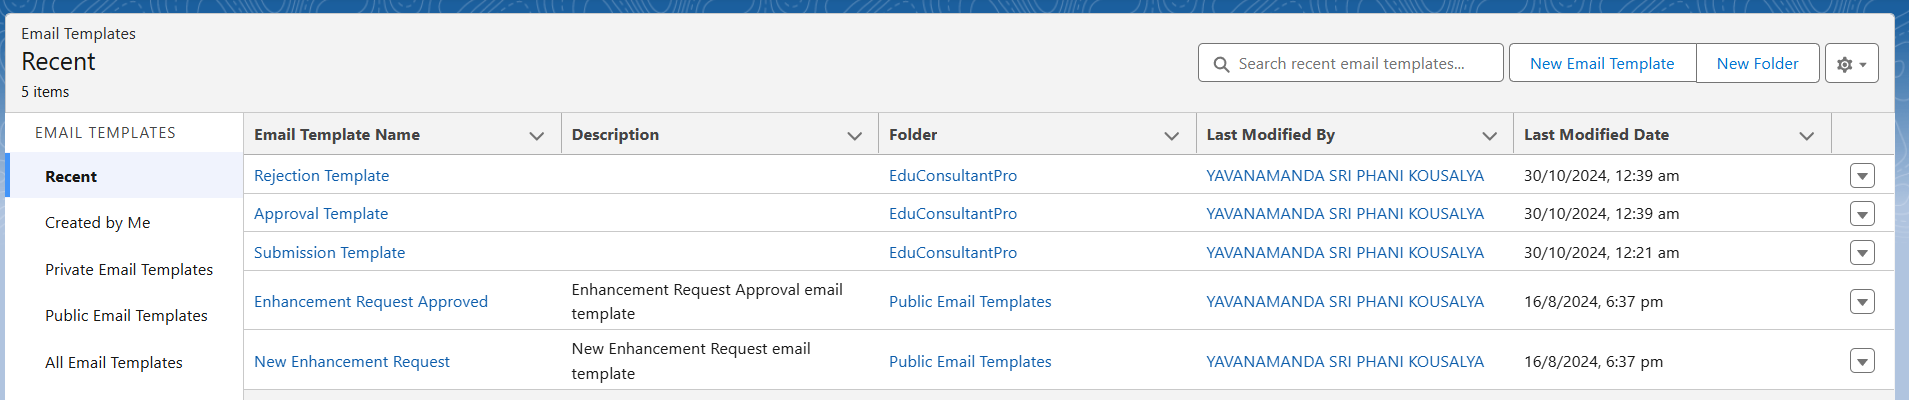 Email Templates
Recent
5 items
Search recent email templates...
New Email Template
New Folder
EMAIL TEMPLATES
Recent
Created by Me
Private Email Templates
Public Email Templates
All Email Templates
Email Template Name Description Folder Last Modified By Last Modified Date
Rejection Template EduConsultantPro YAVANAMANDA SRI PHANI KOUSALYA 30/10/2024, 12:39 am
Approval Template EduConsultantPro YAVANAMANDA SRI PHANI KOUSALYA 30/10/2024, 12:39 am
Submission Template EduConsultantPro YAVANAMANDA SRI PHANI KOUSALYA 30/10/2024, 12:21 am
Enhancement Request Approved Enhancement Request Approval email
template Public Email Templates YAVANAMANDA SRI PHANI KOUSALYA 16/8/2024, 6:37 pm
New Enhancement Request New Enhancement Request email
template Public Email Templates YAVANAMANDA SRI PHANI KOUSALYA 16/8/2024, 6:37 pm